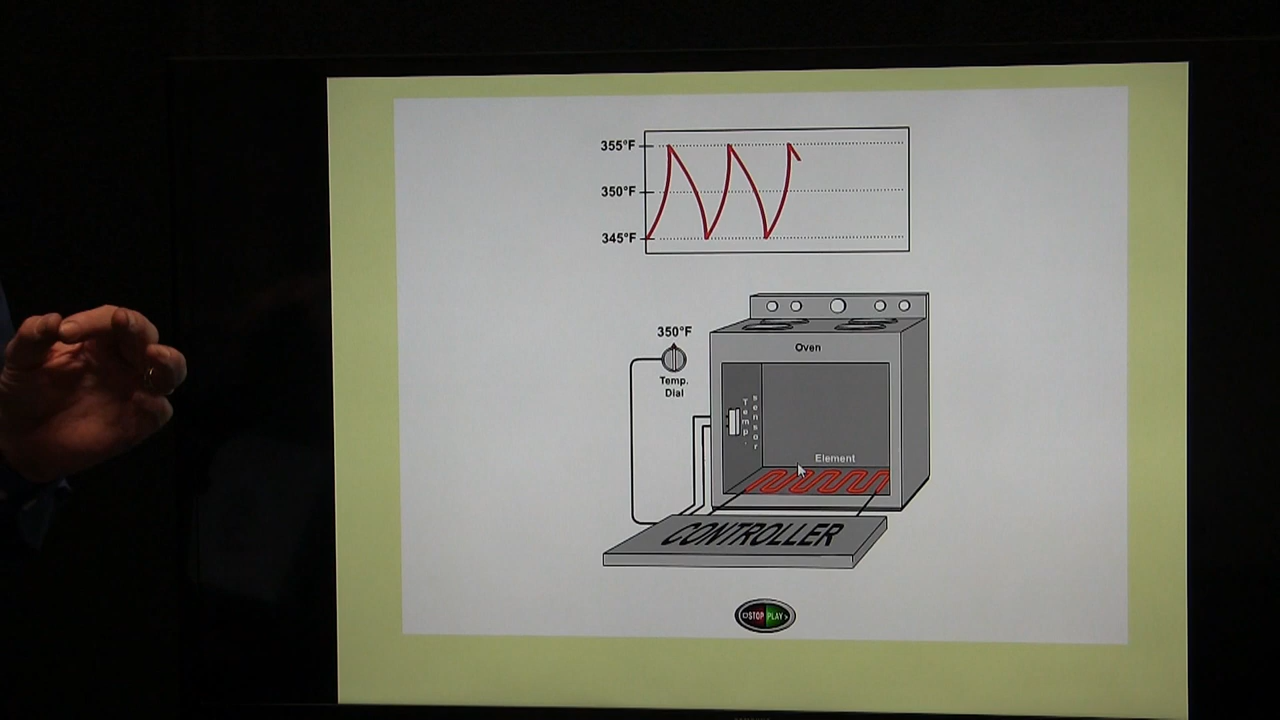 355°F
350°F
345°F
350°F
Temp.
Dial
Oven
Temp.
sensor
Element
CONTROLLER
STOP PLAY